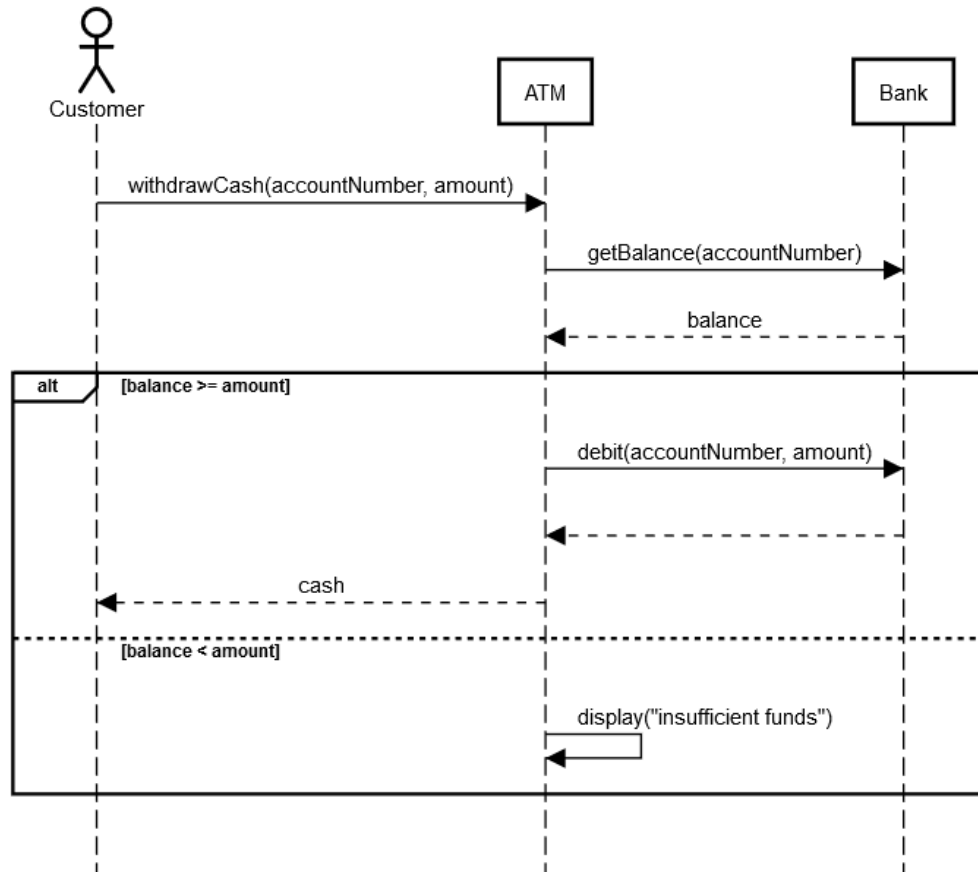 Customer
ATM
Bank
withdrawCash(accountNumber, amount)
getBalance(accountNumber)
balance
alt
[balance >= amount]
debit(accountNumber, amount)
cash
[balance < amount]
display("insufficient funds")